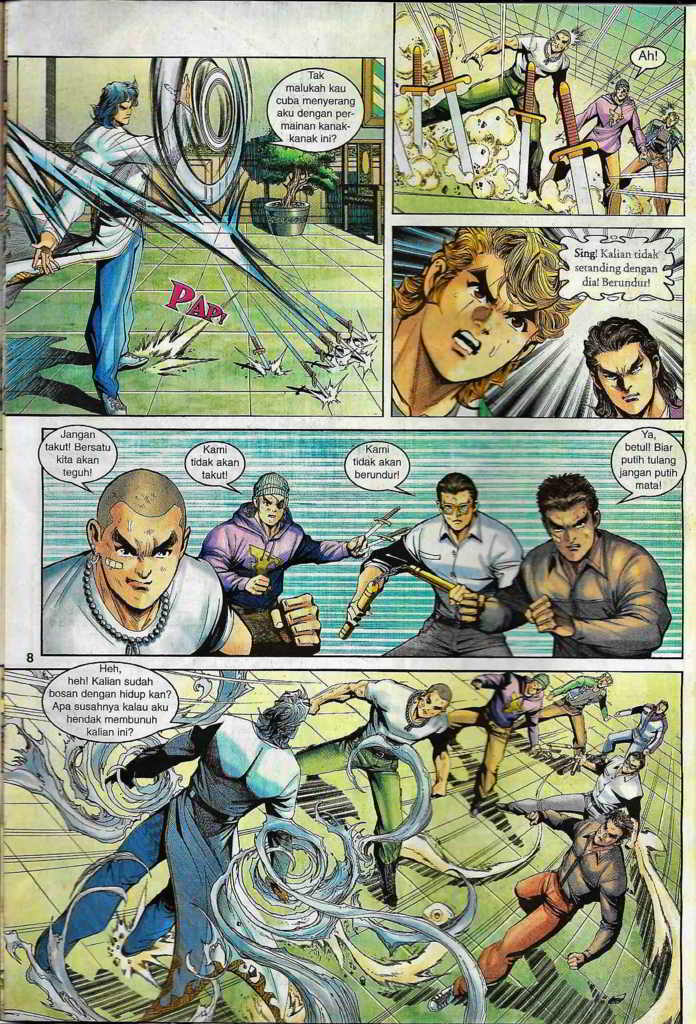 Tak
malukah kau
cuba menyerang
aku dengan per-
mainan kanak-
kanak ini?
PAP!
Ah!
Sing! Kalian tidak
setanding dengan
dia! Berundur!
Jangan
takut! Bersatu
kita akan
teguh!
Kami
tidak akan
takut!
Kami
tidak akan
berundur!
Ya,
betul! Biar
putih tulang
jangan putih
mata!
8
Heh,
heh! Kalian sudah
bosan dengan hidup kan?
Apa susahnya kalau aku
hendak membunuh
kalian ini?